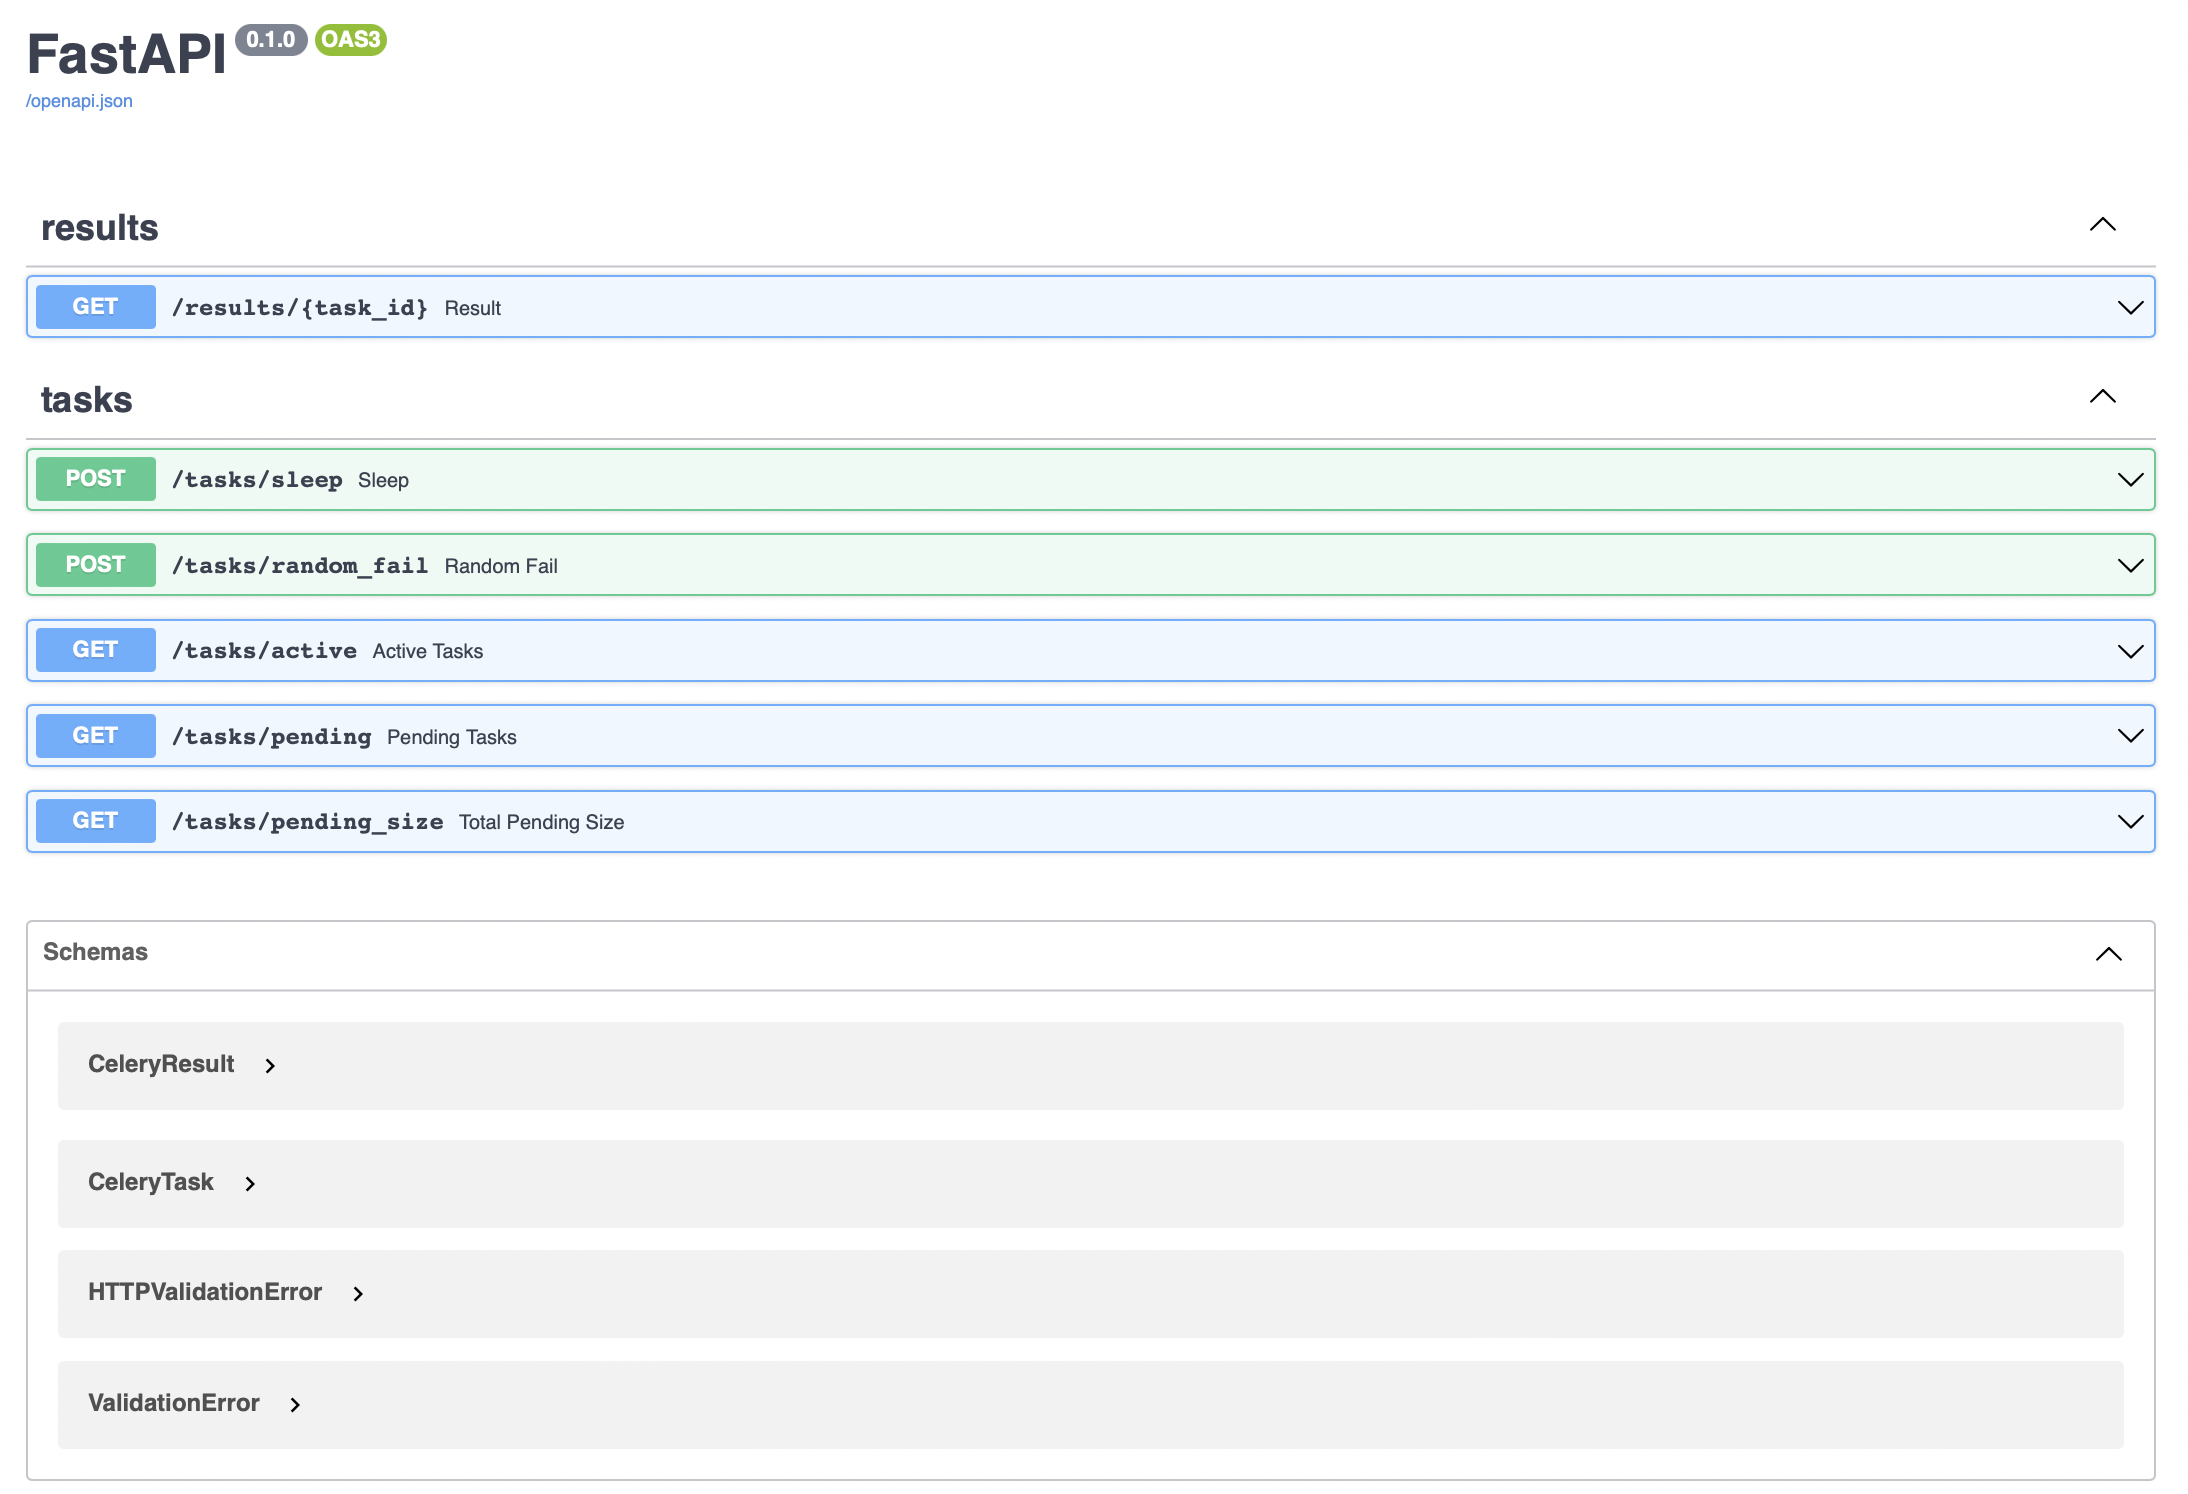 FastAPI 0.1.0 OAS3
/openapi.json
results
GET /results/{task_id} Result
tasks
POST /tasks/sleep Sleep
POST /tasks/random_fail Random Fail
GET /tasks/active Active Tasks
GET /tasks/pending Pending Tasks
GET /tasks/pending_size Total Pending Size
Schemas
CeleryResult
CeleryTask
HTTPValidationError
ValidationError